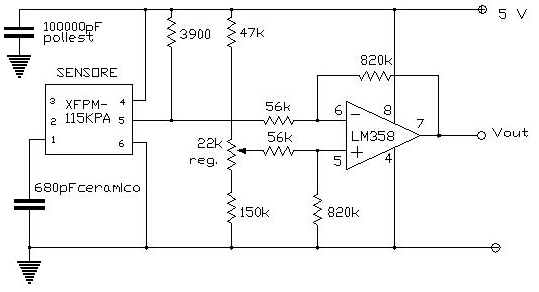 5 V
100000pF
poliest
3900
47k
820k
SENSORE
XFPM-
115KPA
3
2
1
4
5
6
56k
56k
22k
reg.
6
5
8
7
4
LM358
Vout
680pFceramico
150k
820k